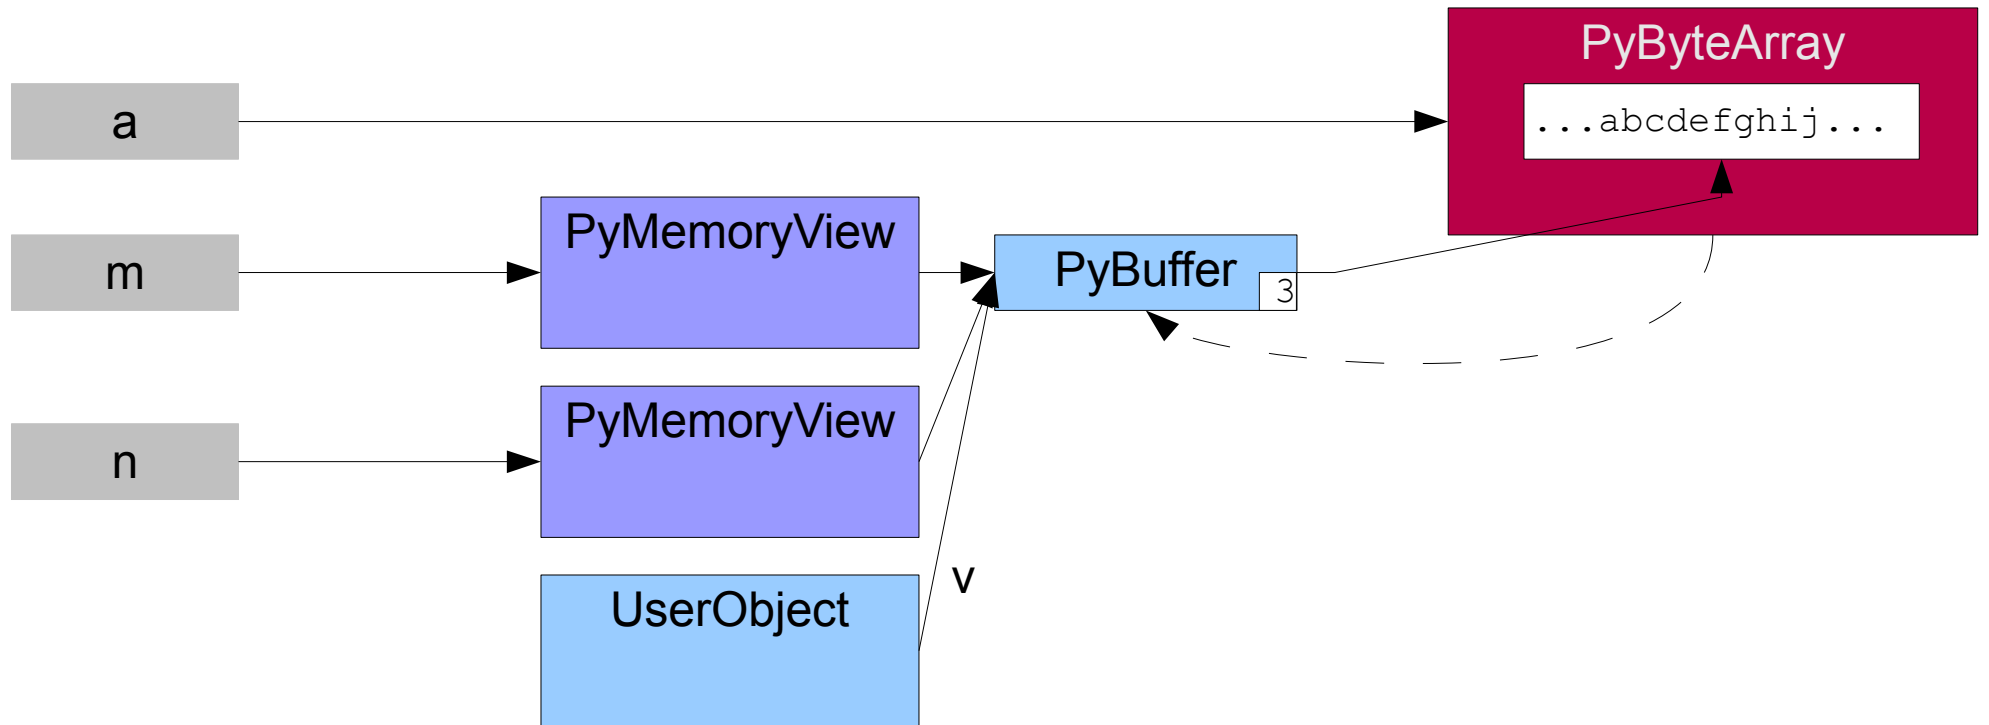 PyByteArray
a
...abcdefghij...
PyMemoryView
m
PyBuffer
3
PyMemoryView
n
v
UserObject